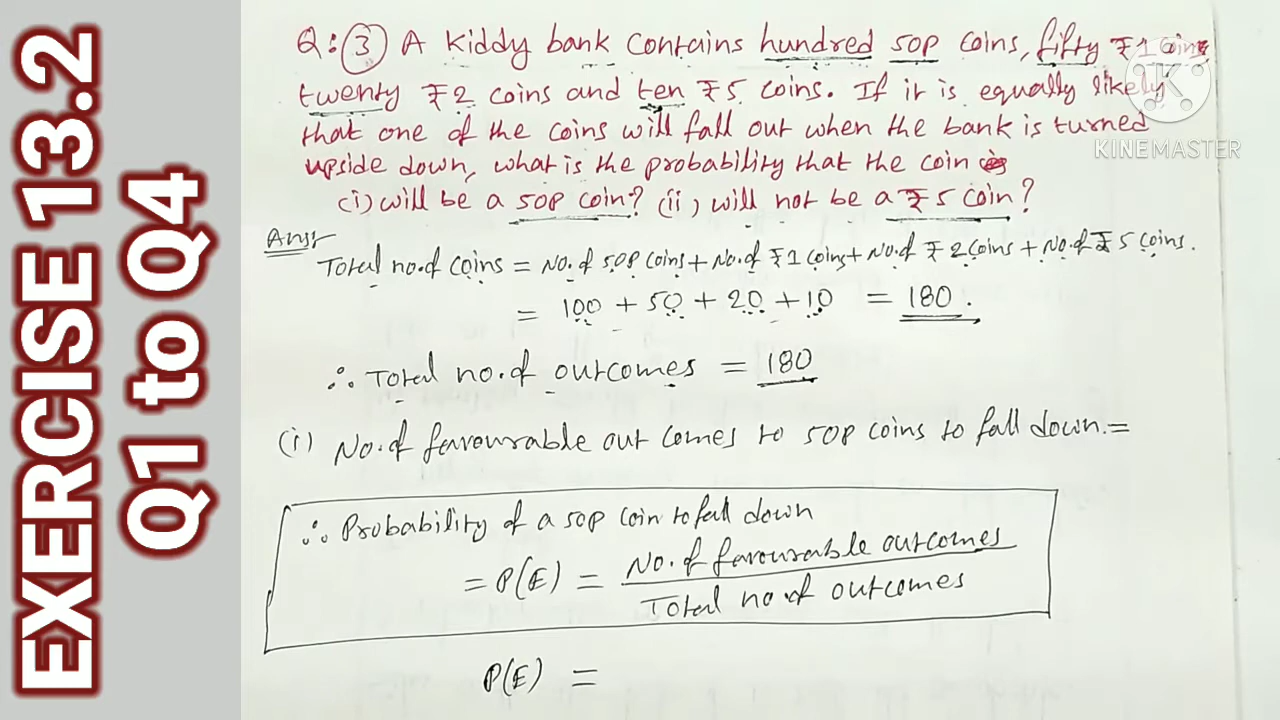 EXERCISE 13.2
Q1 to Q4
Q:③ A Kiddy bank contains hundred 50P coins, fifty ₹1 coins
twenty ₹2 coins and ten ₹5 coins. If it is equally likely
that one of the coins will fall out when the bank is turned
upside down, what is the probability that the coin
(i) will be a 50P coin? (ii) will not be a ₹5 coin?
Ansr
Total no.of coins = No. of 50P coins + No. of ₹1 coins + No. of ₹2 coins + No. of ₹5 coins.
= 100 + 50 + 20 + 10 = 180.
∴ Total no. of outcomes = 180
(i) No. of favourable out comes to 50P coins to fall down. =
∴ Probability of a 50P coin to fall down
= P(E) = No. of favourable outcomes
Total no of outcomes
P(E) =
KINEMASTER